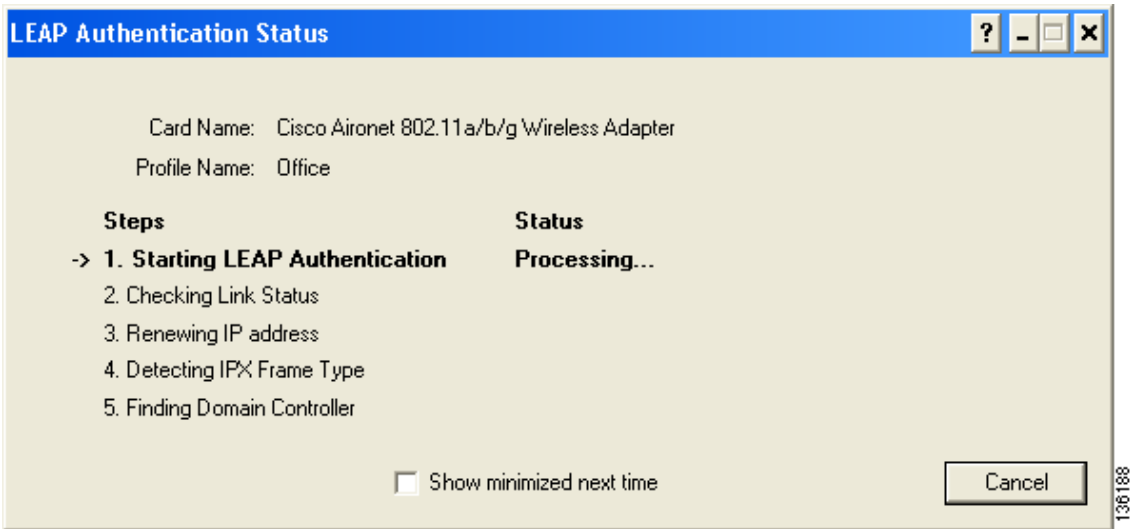 LEAP Authentication Status
?
Card Name: Cisco Aironet 802.11a/b/g Wireless Adapter
Profile Name: Office
Steps Status
-> 1. Starting LEAP Authentication Processing...
2. Checking Link Status
3. Renewing IP address
4. Detecting IPX Frame Type
5. Finding Domain Controller
Show minimized next time
Cancel
136188